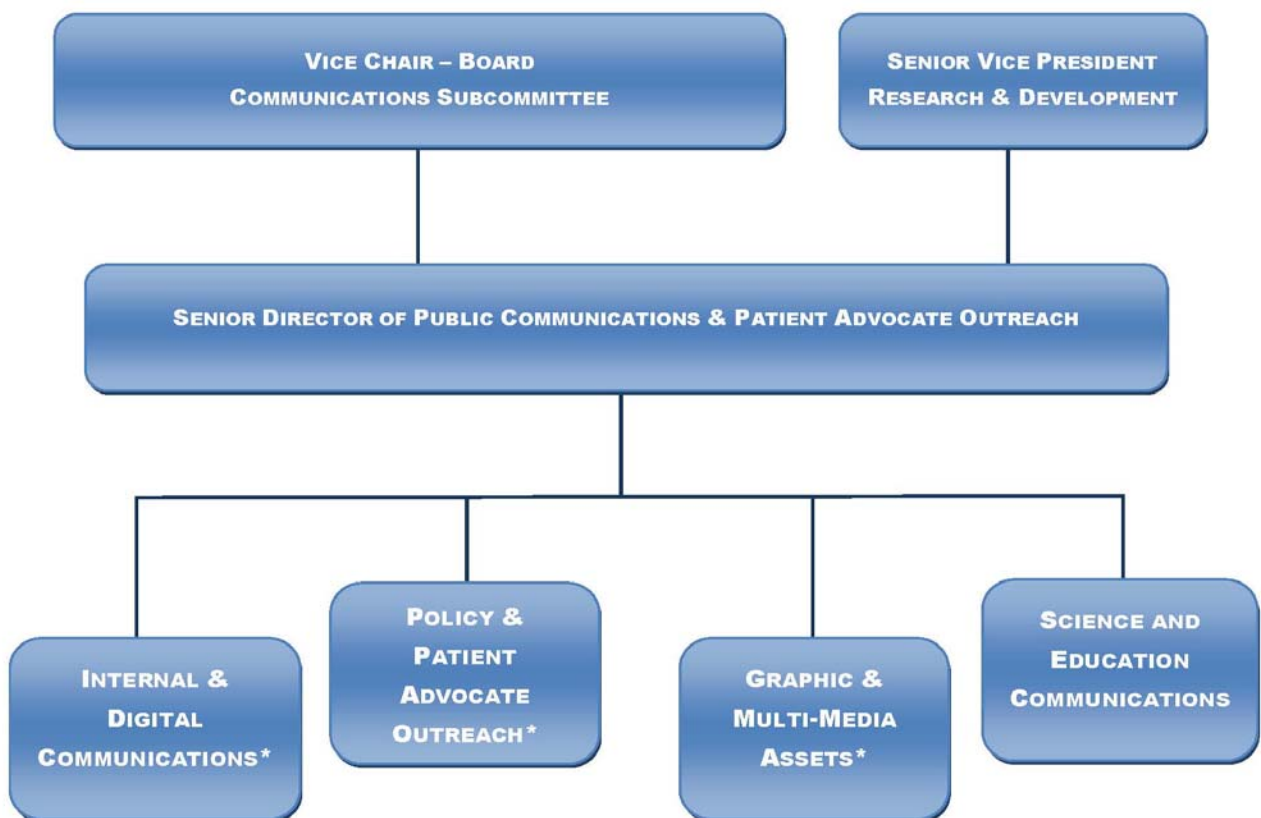 VICE CHAIR – BOARD
COMMUNICATIONS SUBCOMMITTEE
SENIOR VICE PRESIDENT
RESEARCH & DEVELOPMENT
SENIOR DIRECTOR OF PUBLIC COMMUNICATIONS & PATIENT ADVOCATE OUTREACH
INTERNAL &
DIGITAL
COMMUNICATIONS*
POLICY &
PATIENT
ADVOCATE
OUTREACH*
GRAPHIC &
MULTI-MEDIA
ASSETS*
SCIENCE AND
EDUCATION
COMMUNICATIONS